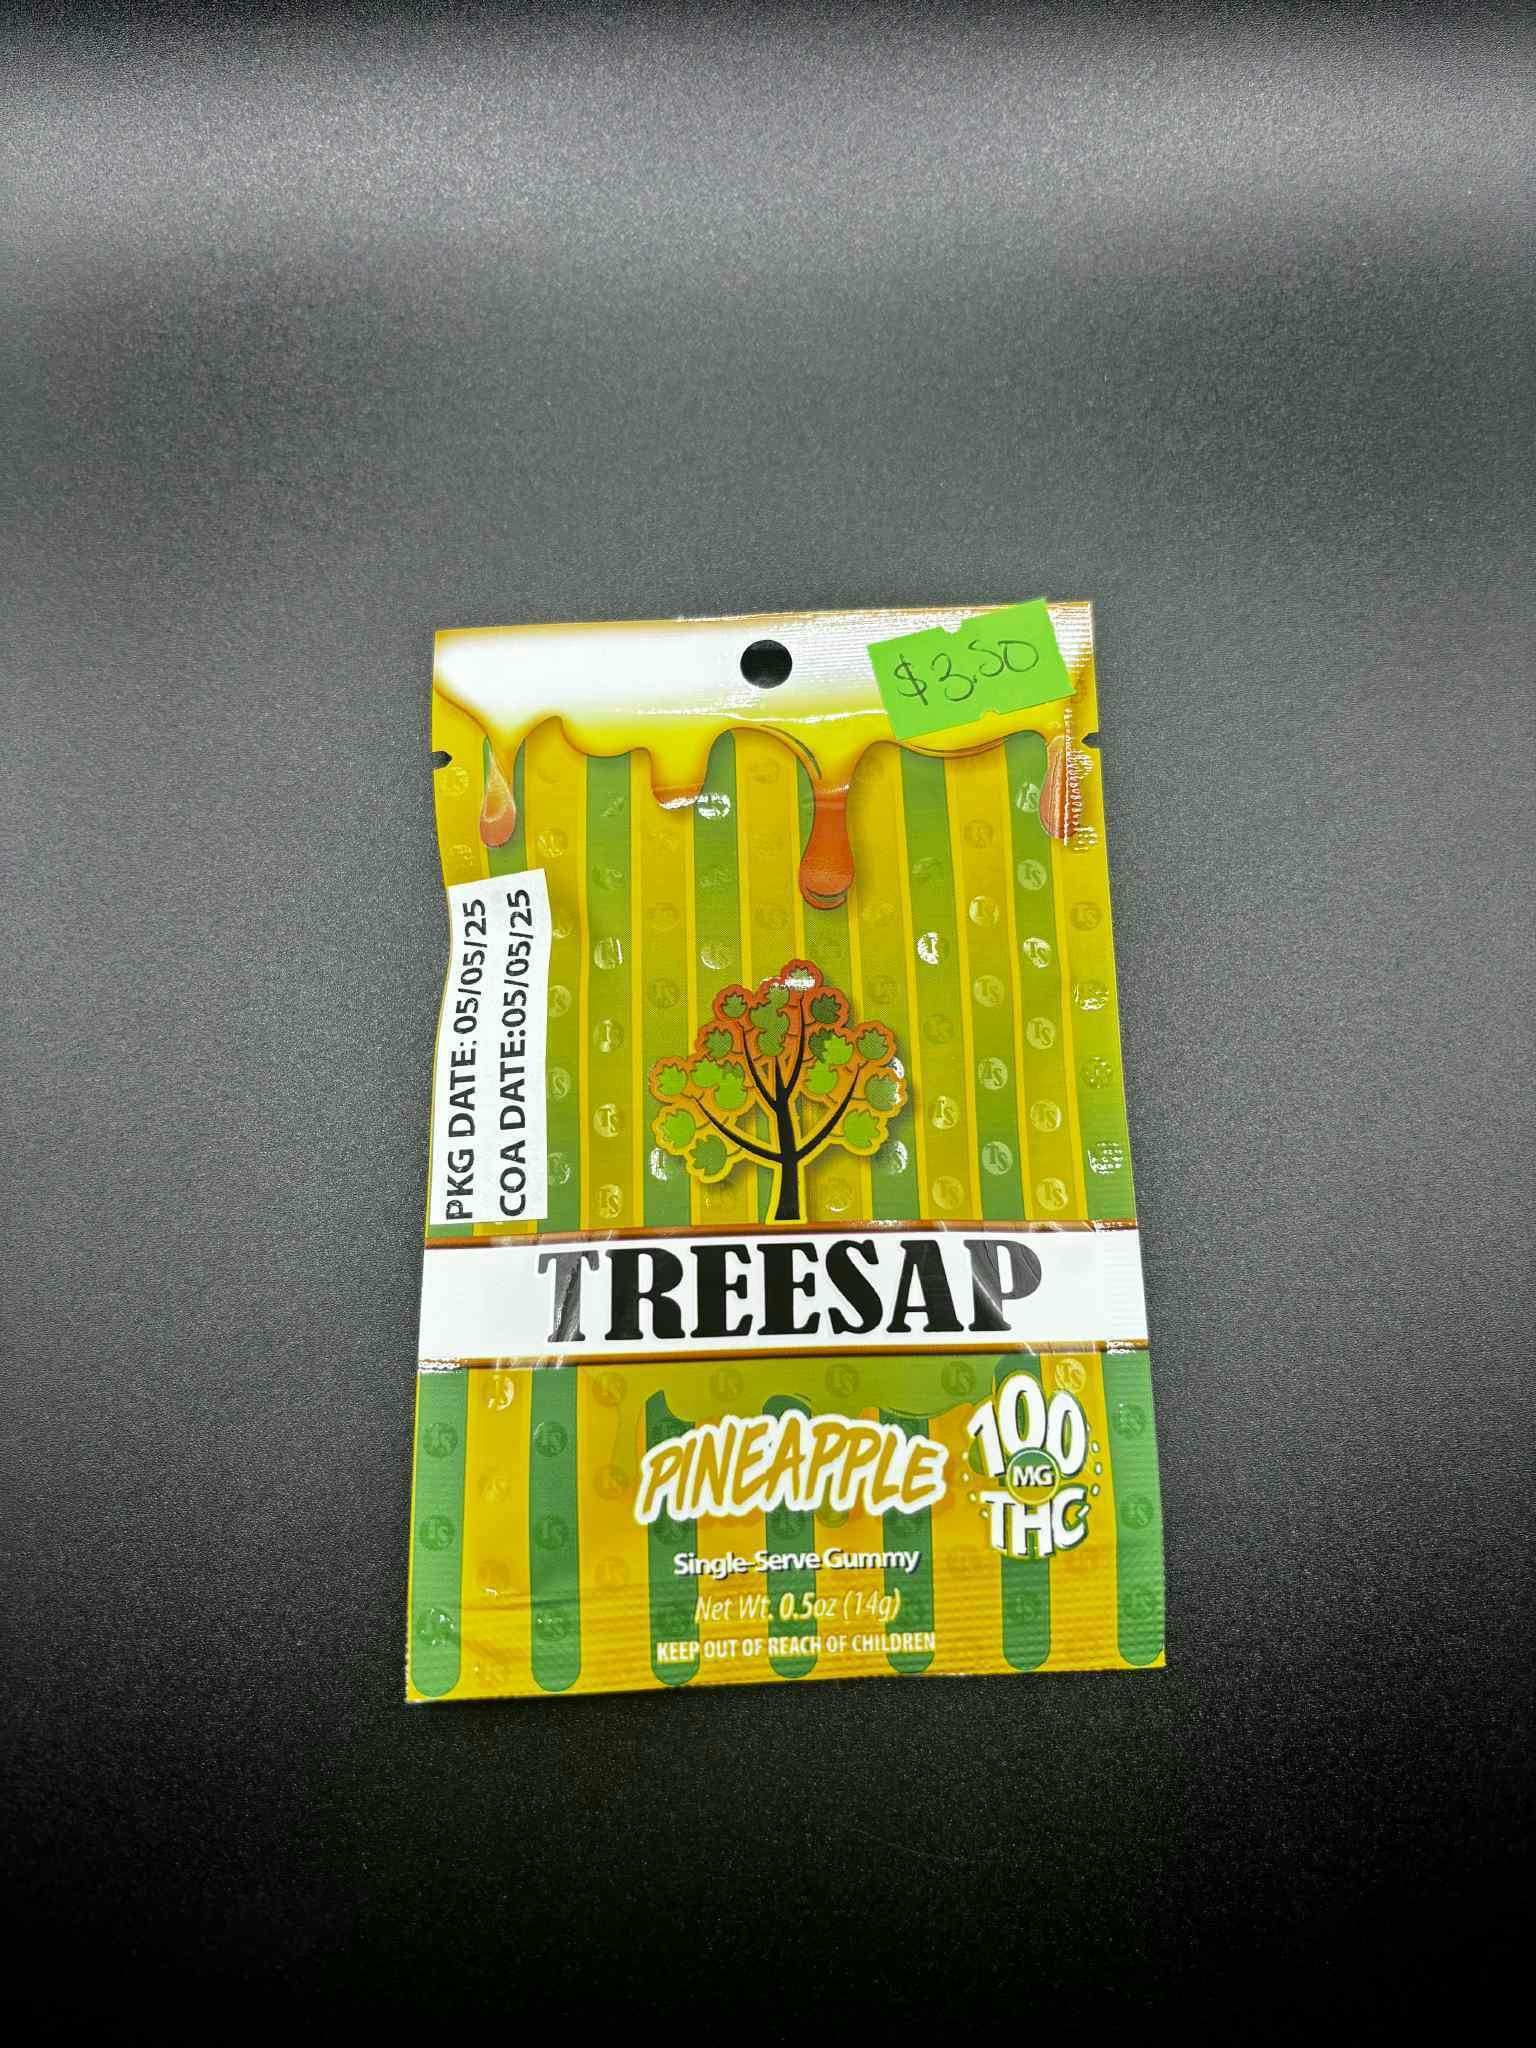 $3.50
PKG DATE: 05/05/25
COA DATE:05/05/25
TREESAP
PINEAPPLE
100
MG
THC
Single-Serve Gummy
Net Wt. 0.5oz (14g)
KEEP OUT OF REACH OF CHILDREN